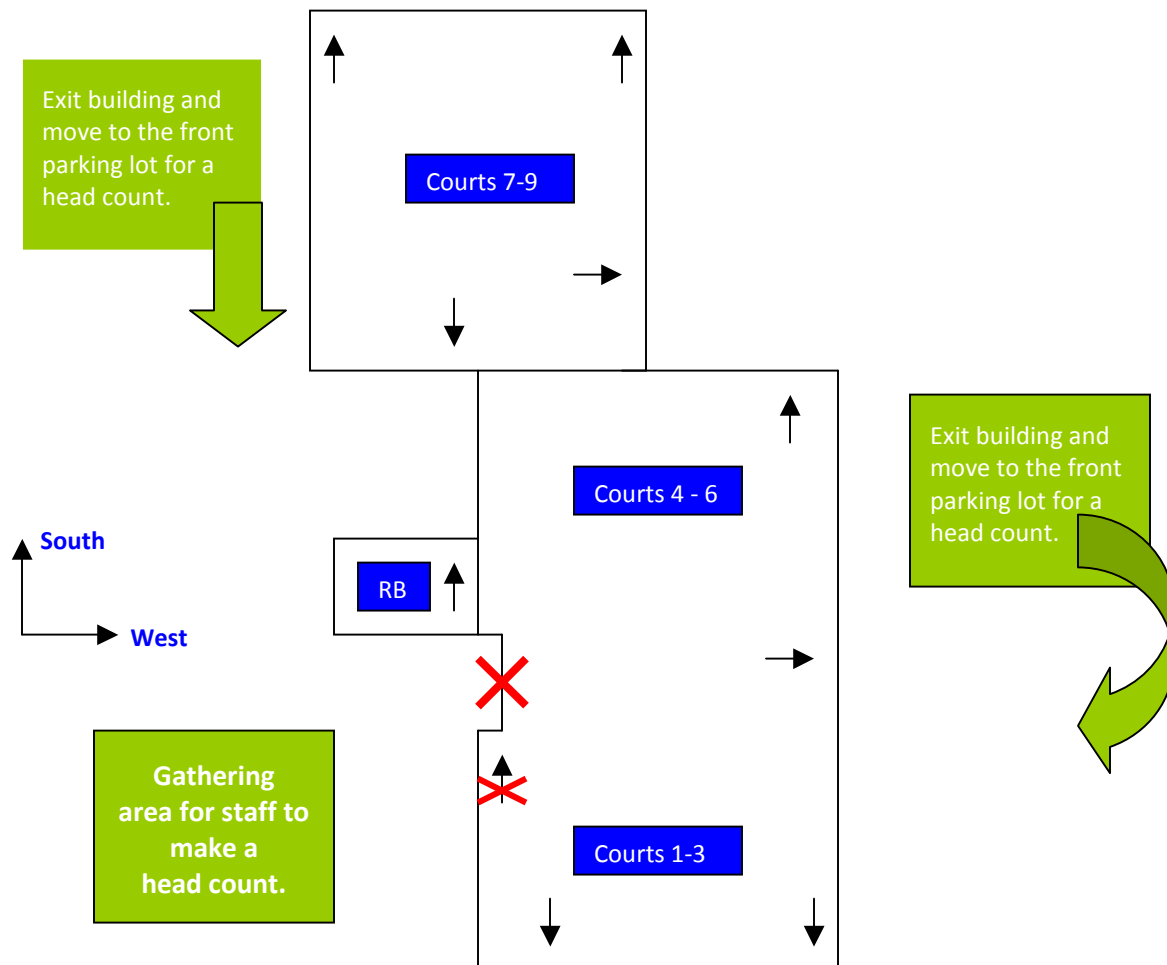 Exit building and
move to the front
parking lot for a
head count.
Courts 7-9
Exit building and
move to the front
parking lot for a
head count.
Courts 4 - 6
South
RB
West
Gathering
area for staff to
make a
head count.
Courts 1-3